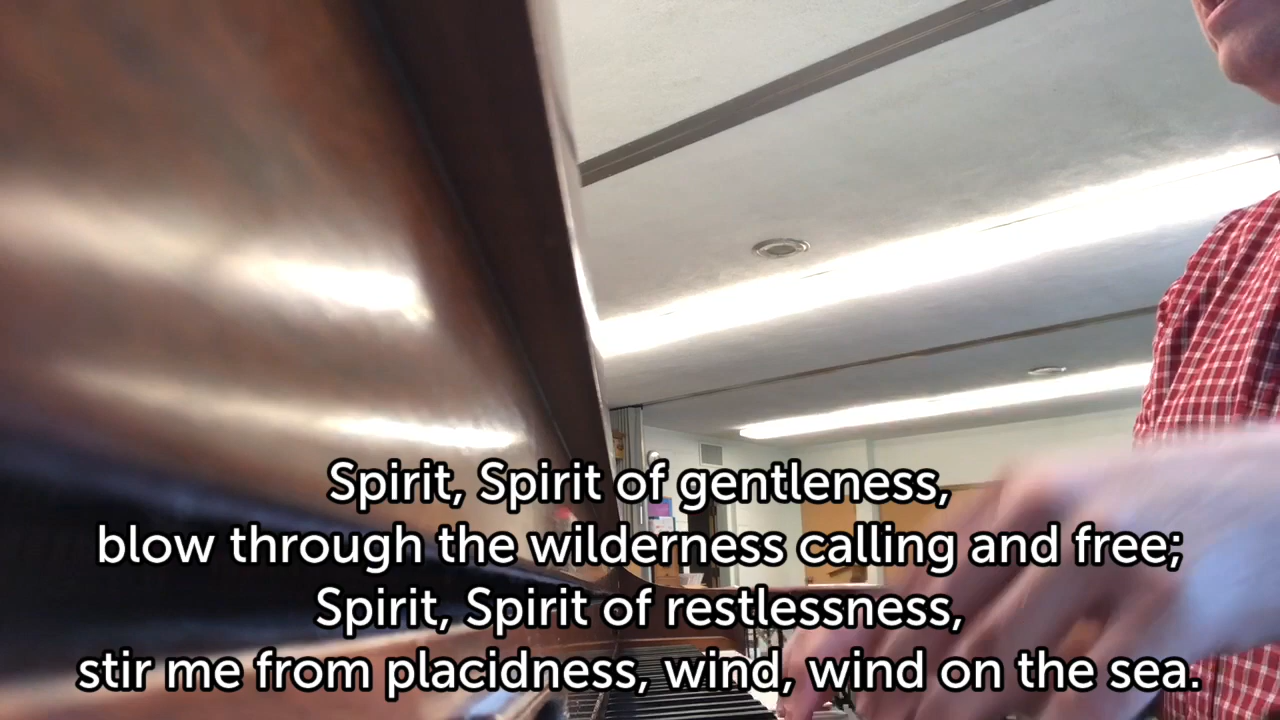 Spirit, Spirit of gentleness,
blow through the wilderness calling and free;
Spirit, Spirit of restlessness,
stir me from placidness, wind, wind on the sea.